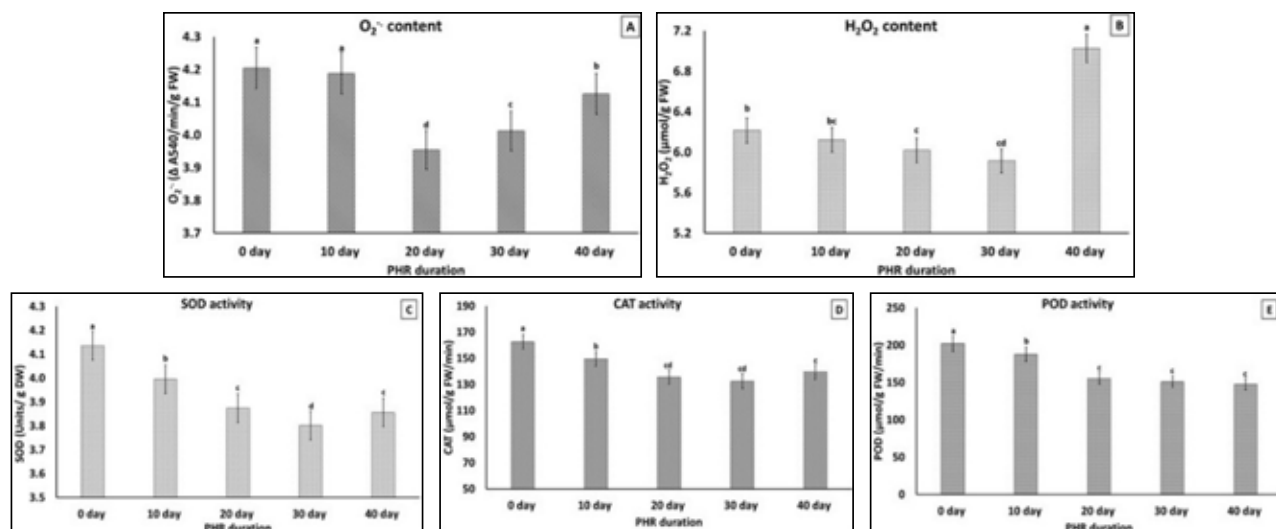 O₂⁻· content
A
O₂⁻· (Δ A540/min/g FW)
4.3
4.2
4.1
4.0
3.9
3.8
3.7
a
a
d
c
b
0 day 10 day 20 day 30 day 40 day
PHR duration
H₂O₂ content
B
H₂O₂ (μmol/g FW)
7.2
6.8
6.4
6.0
5.6
5.2
b
bc
c
cd
a
0 day 10 day 20 day 30 day 40 day
PHR duration
SOD activity
C
SOD (Units/ g DW)
4.3
4.2
4.1
4.0
3.9
3.8
3.7
3.6
3.5
a
b
c
d
c
0 day 10 day 20 day 30 day 40 day
PHR duration
CAT activity
D
CAT (μmol/g FW/min)
190
170
150
130
110
90
70
50
a
b
cd
cd
c
0 day 10 day 20 day 30 day 40 day
PHR duration
POD activity
E
POD (μmol/g FW/min)
250
200
150
100
50
0
a
b
c
c
c
0 day 10 day 20 day 30 day 40 day
PHR duration